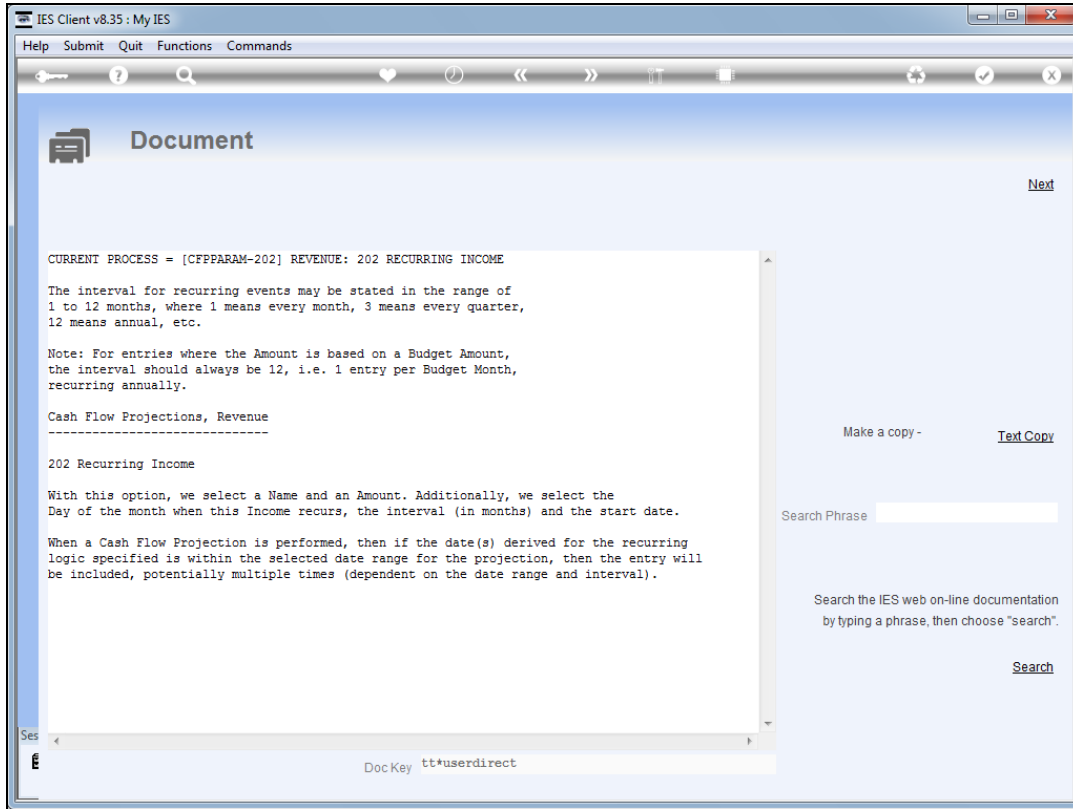 IES Client v8.35 : My IES
Help Submit Quit Functions Commands
Document
Next
CURRENT PROCESS = [CFPPARAM-202] REVENUE: 202 RECURRING INCOME
The interval for recurring events may be stated in the range of
1 to 12 months, where 1 means every month, 3 means every quarter,
12 means annual, etc.
Note: For entries where the Amount is based on a Budget Amount,
the interval should always be 12, i.e. 1 entry per Budget Month,
recurring annually.
Cash Flow Projections, Revenue
------------------------------
202 Recurring Income
With this option, we select a Name and an Amount. Additionally, we select the
Day of the month when this Income recurs, the interval (in months) and the start date.
When a Cash Flow Projection is performed, then if the date(s) derived for the recurring
logic specified is within the selected date range for the projection, then the entry will
be included, potentially multiple times (dependent on the date range and interval).
Make a copy - Text Copy
Search Phrase
Search the IES web on-line documentation
by typing a phrase, then choose "search".
Search
Ses
Doc Key tt*userdirect